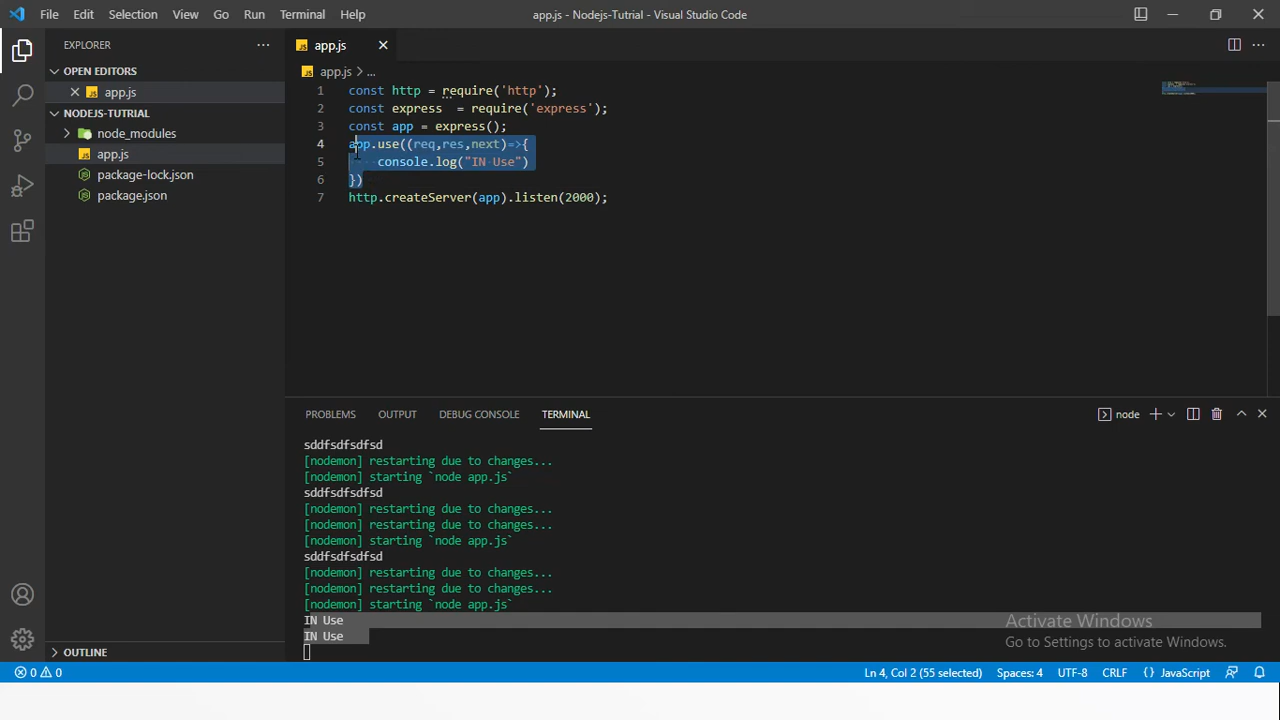 File Edit Selection View Go Run Terminal Help
app.js - Nodejs-Tutrial - Visual Studio Code
EXPLORER
OPEN EDITORS
JS app.js
NODEJS-TUTRIAL
node_modules
JS app.js
package-lock.json
package.json
JS app.js
JS app.js > ...
1 const http = require('http');
2 const express  = require('express');
3 const app = express();
4 app.use((req,res,next)=>{
5     console.log("IN Use")
6 })
7 http.createServer(app).listen(2000);
PROBLEMS OUTPUT DEBUG CONSOLE TERMINAL
node
sddfsdfsdfsd
[nodemon] restarting due to changes...
[nodemon] starting `node app.js`
sddfsdfsdfsd
[nodemon] restarting due to changes...
[nodemon] restarting due to changes...
[nodemon] starting `node app.js`
sddfsdfsdfsd
[nodemon] restarting due to changes...
[nodemon] restarting due to changes...
[nodemon] starting `node app.js`
IN Use
IN Use
Activate Windows
Go to Settings to activate Windows.
OUTLINE
0 0
Ln 4, Col 2 (55 selected) Spaces: 4 UTF-8 CRLF {} JavaScript